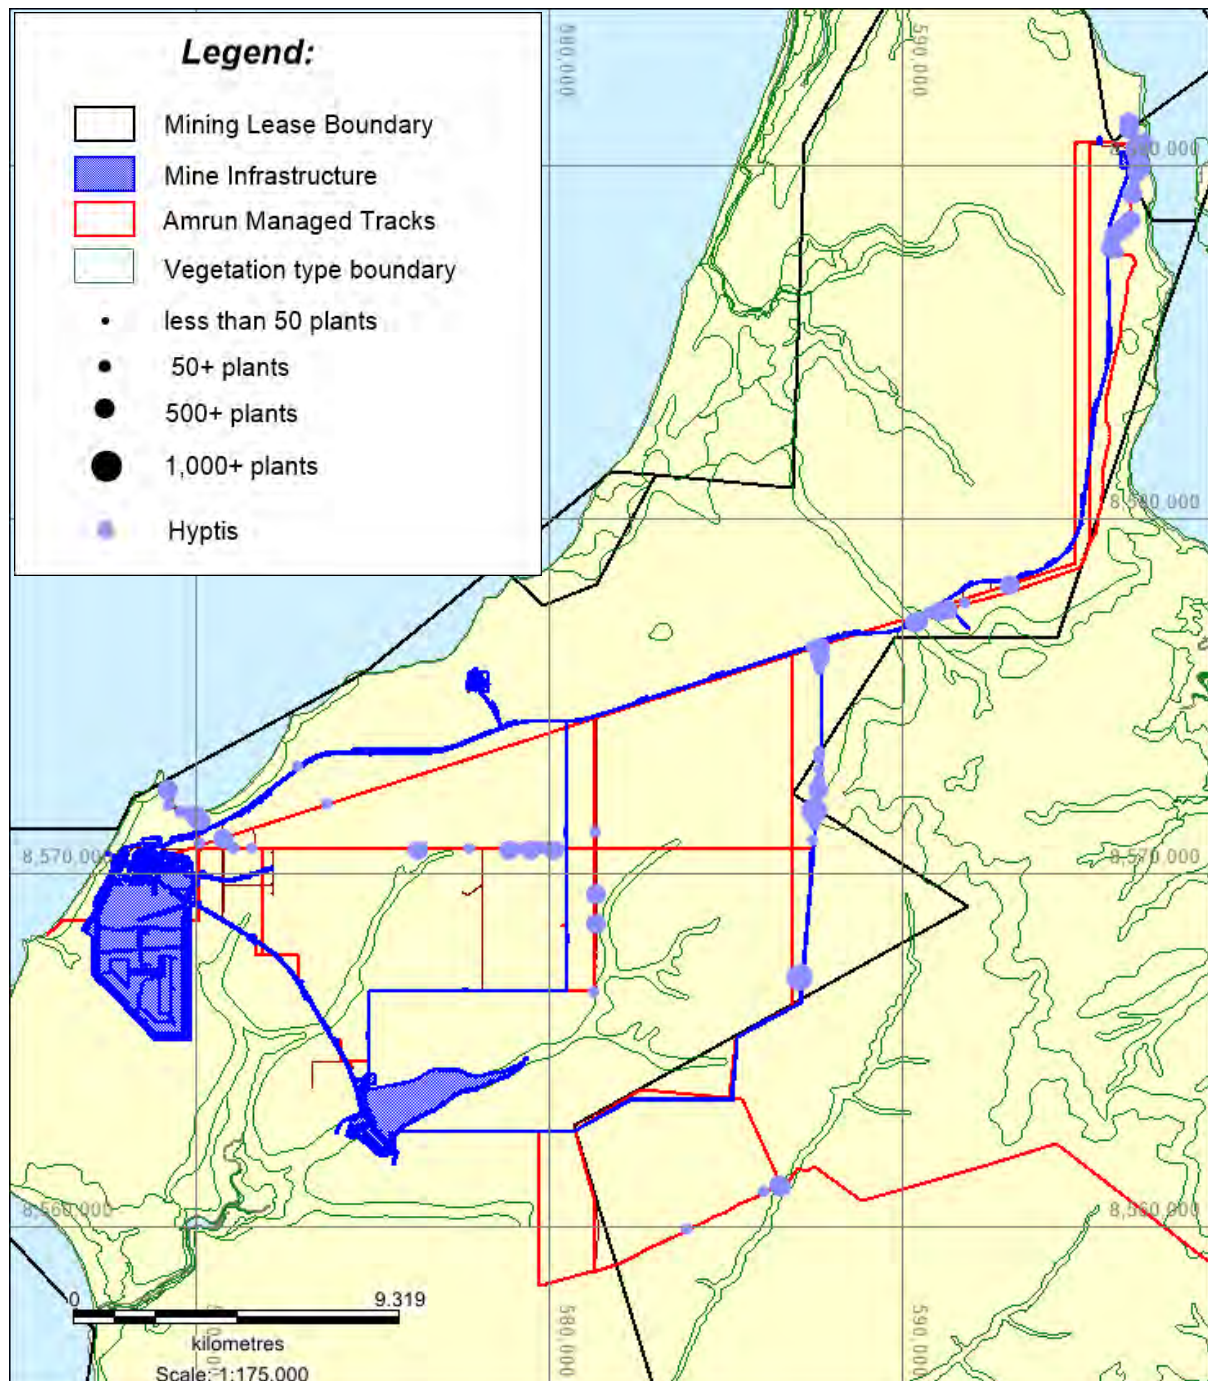 Legend:
Mining Lease Boundary
Mine Infrastructure
Amrun Managed Tracks
Vegetation type boundary
less than 50 plants
50+ plants
500+ plants
1,000+ plants
Hyptis
580,000
590,000
8,580,000
8,570,000
8,570,000
8,560,000
8,560,000
0
9.319
kilometres
Scale: 1:175,000
580,000
590,000